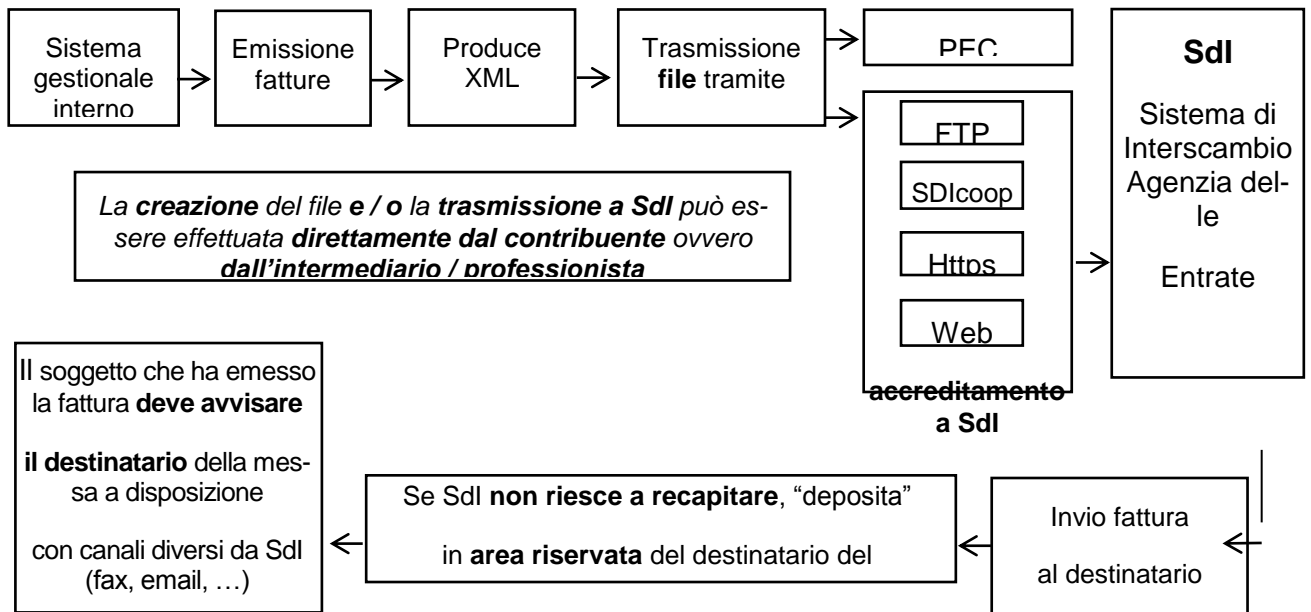 Sistema
gestionale
interno
Emissione
fatture
Produce
XML
Trasmissione
file tramite
PEC
FTP
SDIcoop
Https
Web
accreditamento
a SdI
SdI
Sistema di
Interscambio
Agenzia del-
le
Entrate
La creazione del file e / o la trasmissione a SdI può es-
sere effettuata direttamente dal contribuente ovvero
dall’intermediario / professionista
Invio fattura
al destinatario
Se SdI non riesce a recapitare, “deposita”
in area riservata del destinatario del
Il soggetto che ha emesso
la fattura deve avvisare
il destinatario della mes-
sa a disposizione
con canali diversi da SdI
(fax, email, …)